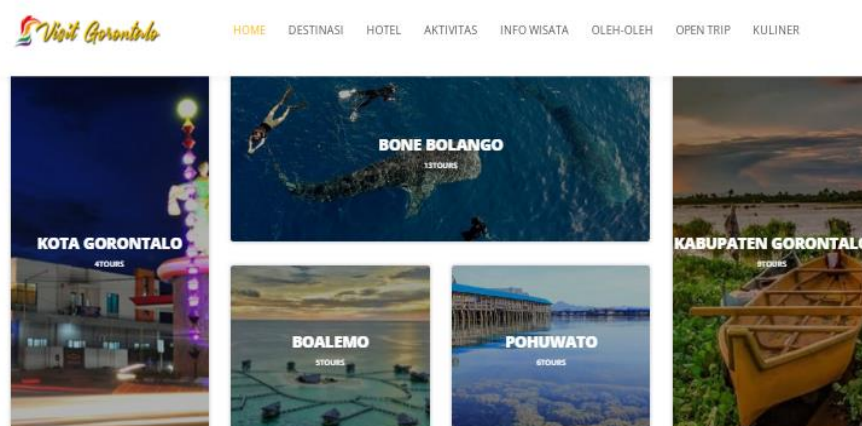 Visit Gorontalo
HOME DESTINASI HOTEL AKTIVITAS INFO WISATA OLEH-OLEH OPEN TRIP KULINER
BONE BOLANGO
13TOURS
KOTA GORONTALO
4TOURS
KABUPATEN GORONTALO
9TOURS
BOALEMO
5TOURS
POHUWATO
6TOURS